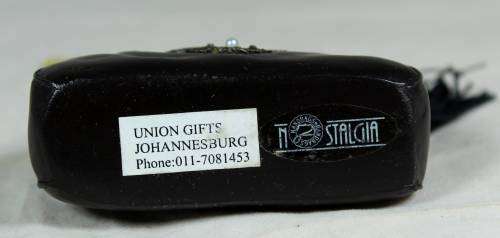 UNION GIFTS
JOHANNESBURG
Phone:011-7081453
NOSTALGIA